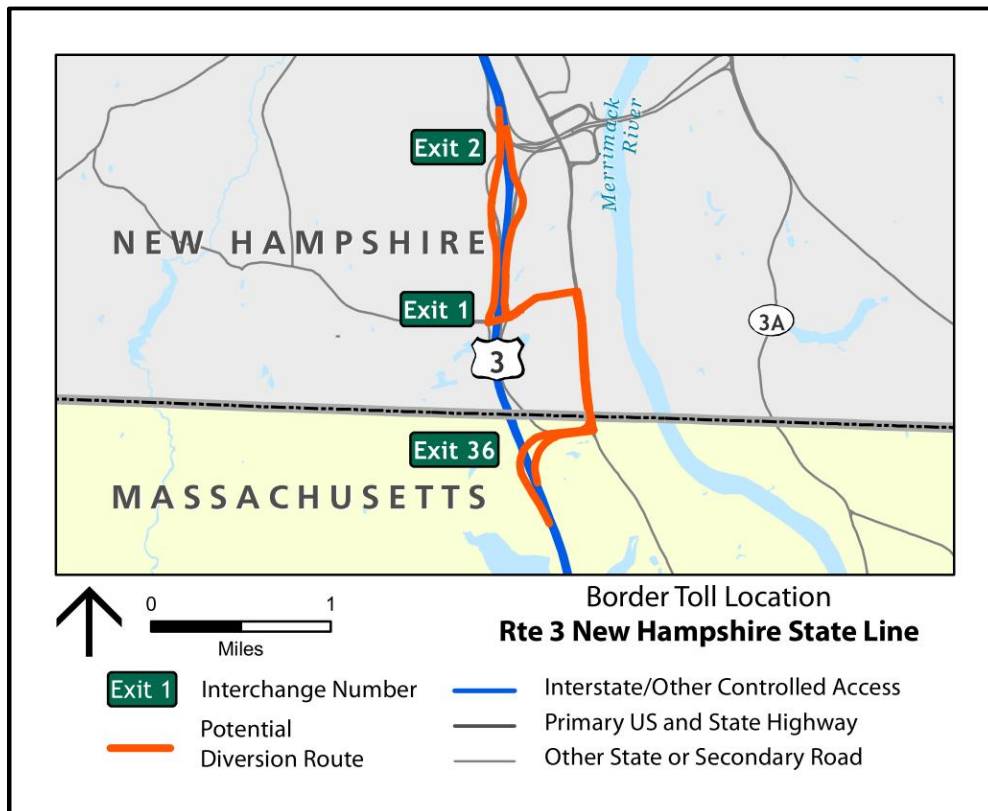 Exit 2
Merrimack
River
NEW HAMPSHIRE
Exit 1
3A
3
Exit 36
MASSACHUSETTS
0 1
Miles
Border Toll Location
Rte 3 New Hampshire State Line
Exit 1 Interchange Number
Potential
Diversion Route
Interstate/Other Controlled Access
Primary US and State Highway
Other State or Secondary Road